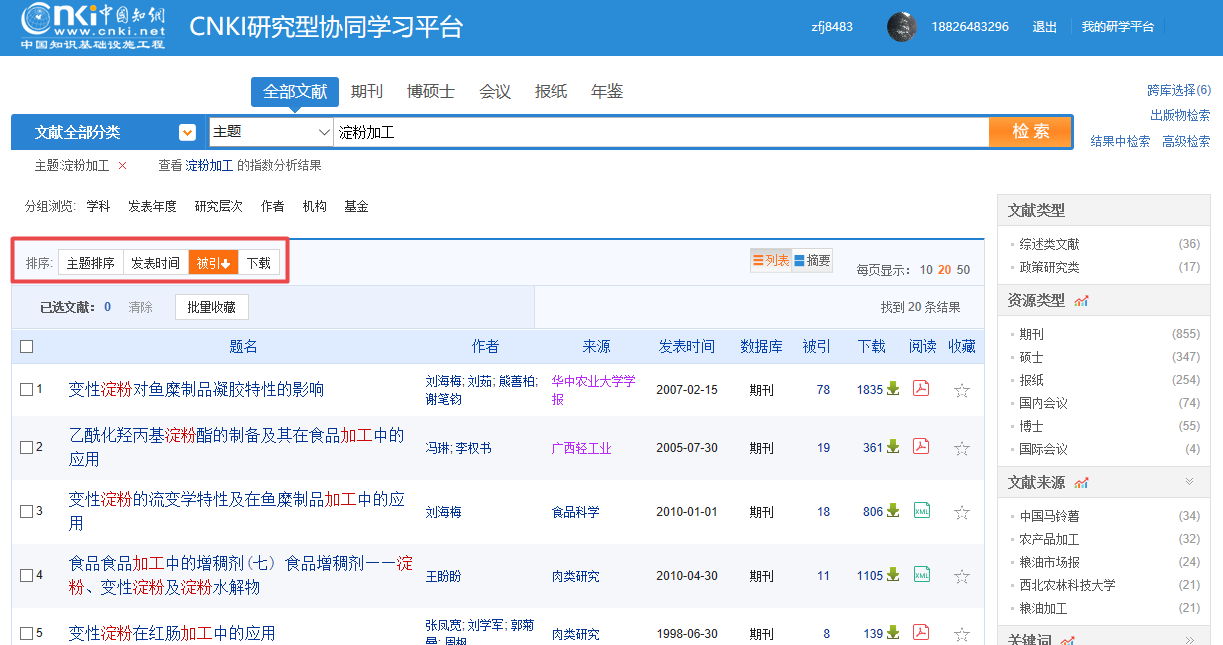 Cnki中国知网
www.cnki.net
中国知识基础设施工程
CNKI研究型协同学习平台
zfj8483
18826483296
退出
我的研学平台
全部文献
期刊
博硕士
会议
报纸
年鉴
跨库选择(6)
出版物检索
结果中检索 高级检索
文献全部分类
主题
淀粉加工
检 索
主题:淀粉加工 ×
查看 淀粉加工 的指数分析结果
分组浏览: 学科 发表年度 研究层次 作者 机构 基金
排序: 主题排序 发表时间 被引 下载
列表 摘要
每页显示: 10 20 50
已选文献: 0 清除 批量收藏
找到 20 条结果
题名 作者 来源 发表时间 数据库 被引 下载 阅读 收藏
1 变性淀粉对鱼糜制品凝胶特性的影响
刘海梅; 刘茹; 熊善柏;
谢笔钧
华中农业大学学
报
2007-02-15 期刊 78 1835
2 乙酰化羟丙基淀粉酯的制备及其在食品加工中的
应用
冯琳; 李权书
广西轻工业
2005-07-30 期刊 19 361
3 变性淀粉的流变学特性及在鱼糜制品加工中的应
用
刘海梅
食品科学
2010-01-01 期刊 18 806
XML
4 食品食品加工中的增稠剂(七) 食品增稠剂——淀
粉、变性淀粉及淀粉水解物
王盼盼
肉类研究
2010-04-30 期刊 11 1105
XML
5 变性淀粉在红肠加工中的应用
张凤宽; 刘学军; 郭菊
肉类研究
1998-06-30 期刊 8 139
文献类型
综述类文献 (36)
政策研究类 (17)
资源类型
期刊 (855)
硕士 (347)
报纸 (254)
国内会议 (74)
博士 (55)
国际会议 (4)
文献来源
中国马铃薯 (34)
农产品加工 (32)
粮油市场报 (24)
西北农林科技大学 (21)
粮油加工 (21)
关键词